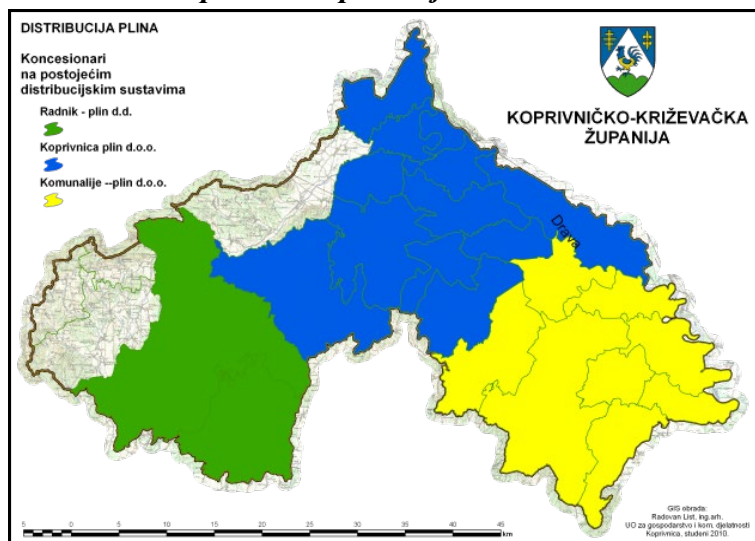 DISTRIBUCIJA PLINA
Koncesionari
na postojećim
distribucijskim sustavima
Radnik - plin d.d.
Koprivnica plin d.o.o.
Komunalije --plin d.o.o.
KOPRIVNIČKO-KRIŽEVAČKA
ŽUPANIJA
Drava
5 0 5 10 15 20 25 30 35 40 45
km
GIS obrada:
Radovan List, ing.arh.
UO za gospodarstvo i kom. djelatnosti
Koprivnica, studeni 2010.